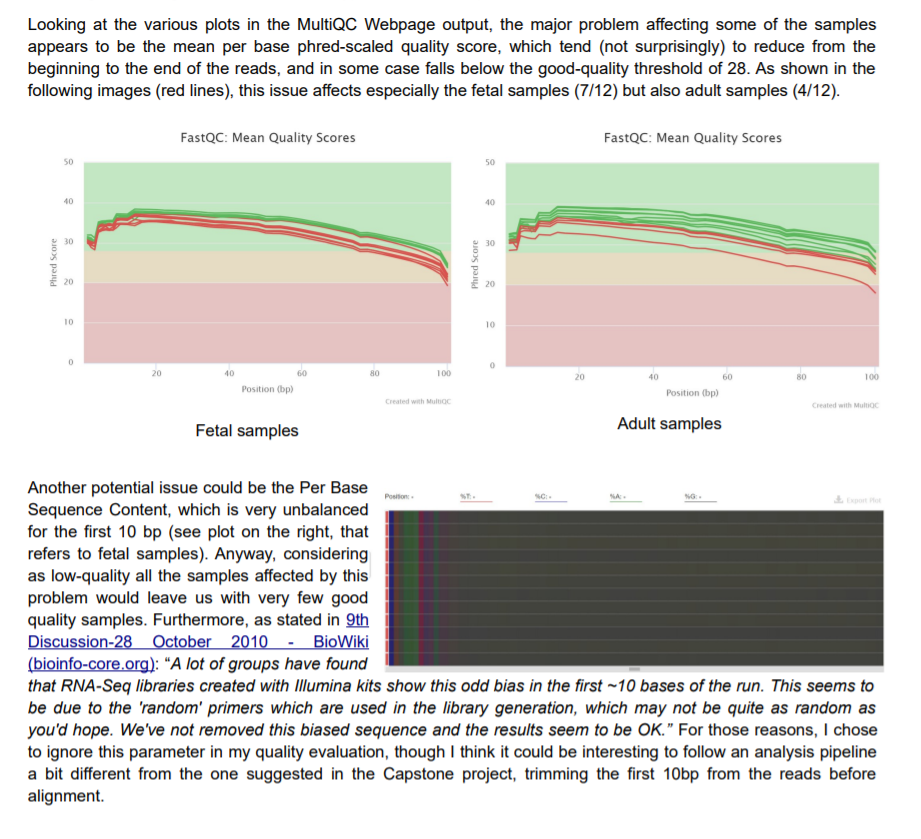 Looking at the various plots in the MultiQC Webpage output, the major problem affecting some of the samples
appears to be the mean per base phred-scaled quality score, which tend (not surprisingly) to reduce from the
beginning to the end of the reads, and in some case falls below the good-quality threshold of 28. As shown in the
following images (red lines), this issue affects especially the fetal samples (7/12) but also adult samples (4/12).
FastQC: Mean Quality Scores
50
40
30
20
10
0
Phred Score
20
40
60
80
100
Position (bp)
Created with MultiQC
Fetal samples
FastQC: Mean Quality Scores
50
40
30
20
10
0
Phred Score
20
40
60
80
100
Position (bp)
Created with MultiQC
Adult samples
Another potential issue could be the Per Base
Sequence Content, which is very unbalanced
for the first 10 bp (see plot on the right, that
refers to fetal samples). Anyway, considering
as low-quality all the samples affected by this
problem would leave us with very few good
quality samples. Furthermore, as stated in 9th
Discussion-28 October 2010 - BioWiki
(bioinfo-core.org): “A lot of groups have found
Position: - %T: - %C: - %A: - %G: - Export Plot
that RNA-Seq libraries created with Illumina kits show this odd bias in the first ~10 bases of the run. This seems to
be due to the 'random' primers which are used in the library generation, which may not be quite as random as
you'd hope. We've not removed this biased sequence and the results seem to be OK.” For those reasons, I chose
to ignore this parameter in my quality evaluation, though I think it could be interesting to follow an analysis pipeline
a bit different from the one suggested in the Capstone project, trimming the first 10bp from the reads before
alignment.